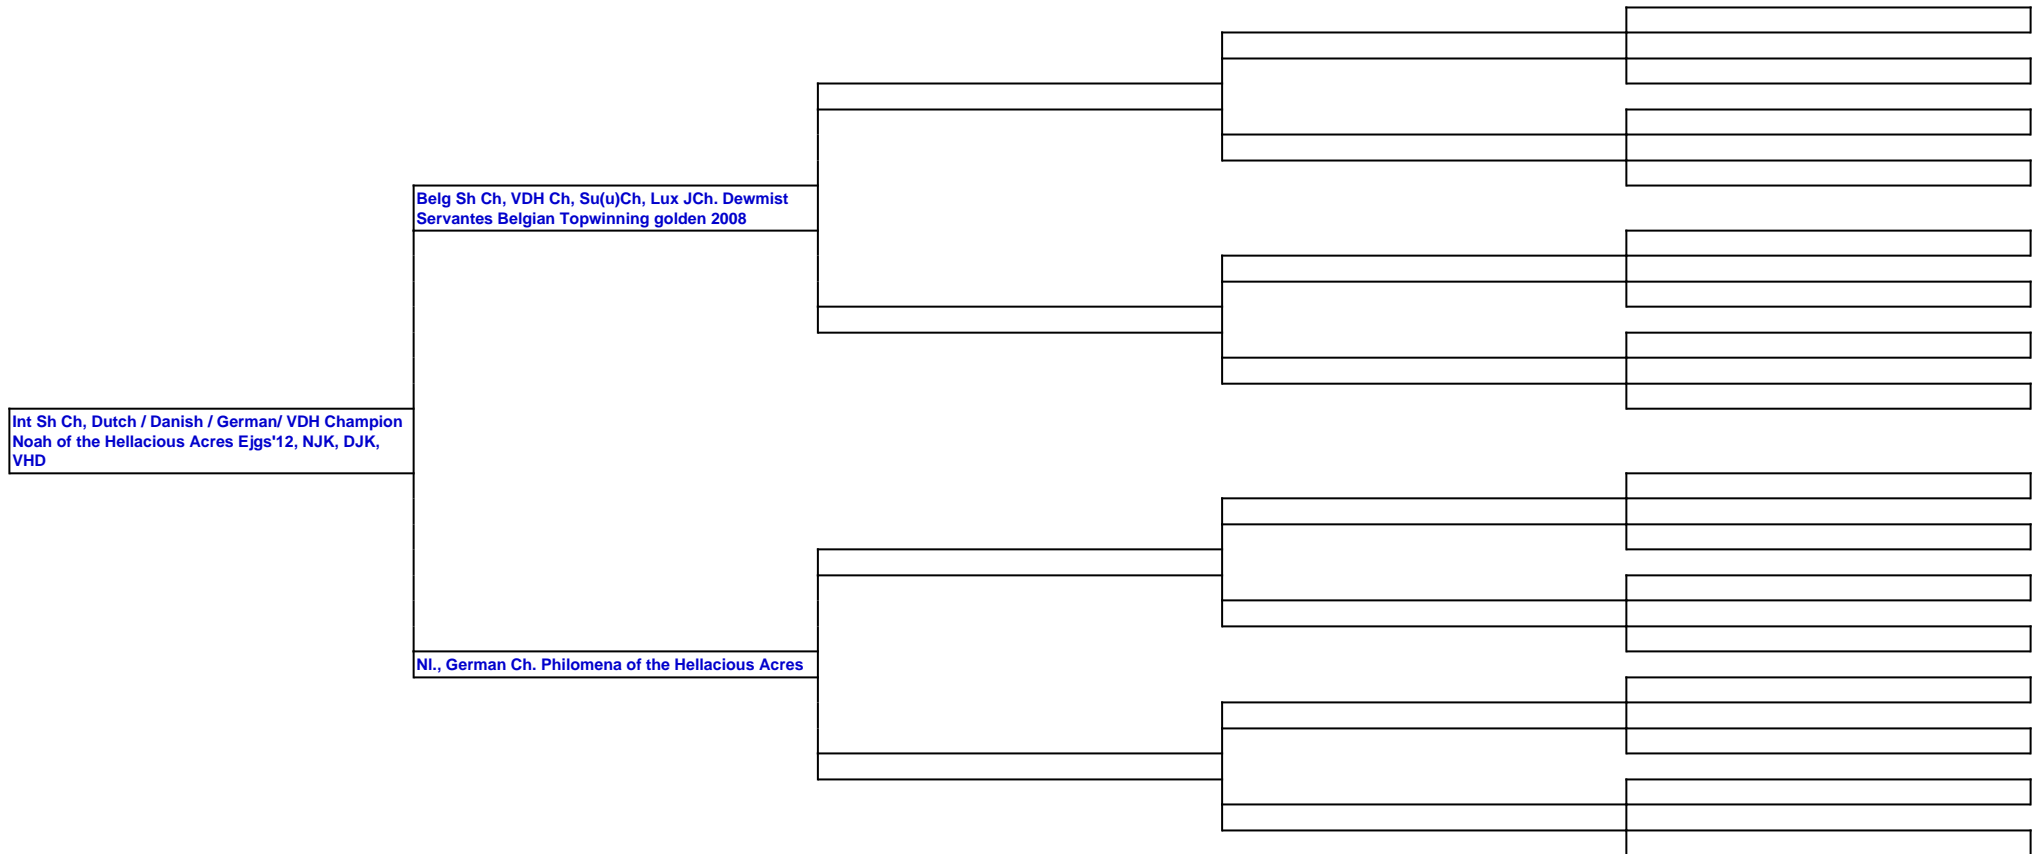 Belg Sh Ch, VDH Ch, Su(u)Ch, Lux JCh. Dewmist
Servantes Belgian Topwinning golden 2008
Int Sh Ch, Dutch / Danish / German/ VDH Champion
Noah of the Hellacious Acres Ejgs'12, NJK, DJK,
VHD
Nl., German Ch. Philomena of the Hellacious Acres